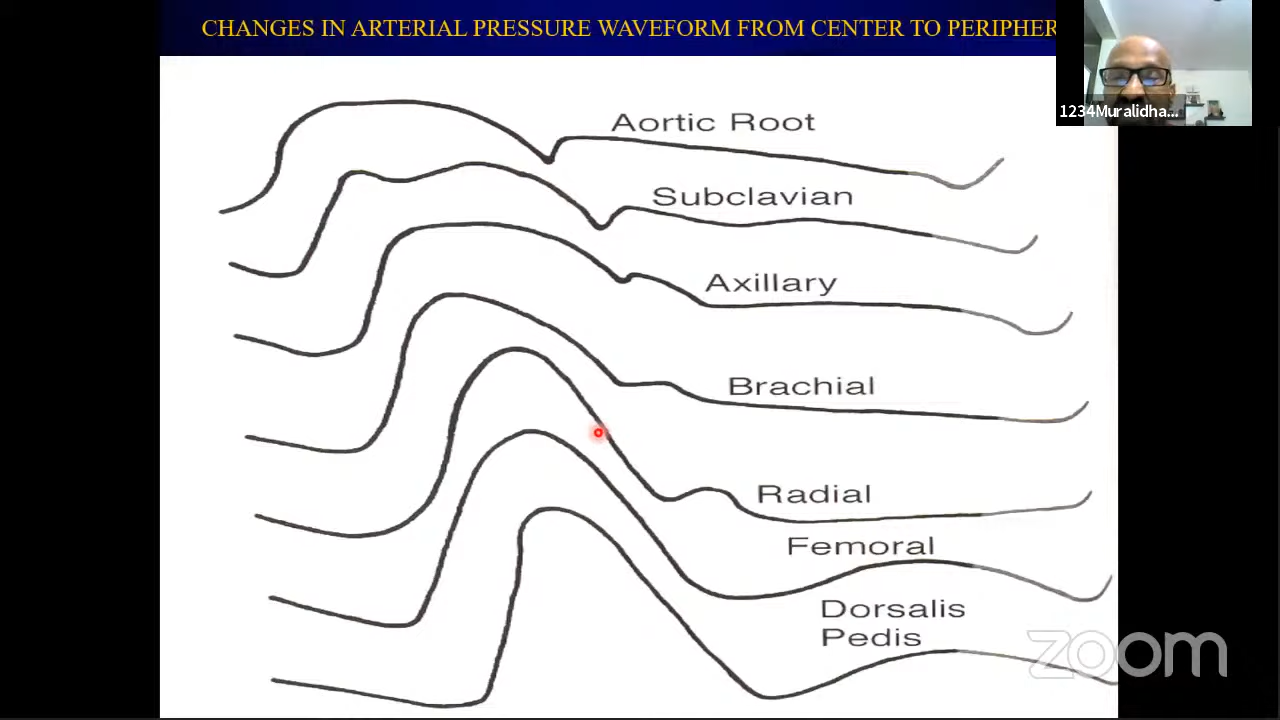 CHANGES IN ARTERIAL PRESSURE WAVEFORM FROM CENTER TO PERIPHER
1234Muralidha...
Aortic Root
Subclavian
Axillary
Brachial
Radial
Femoral
Dorsalis
Pedis
zoom